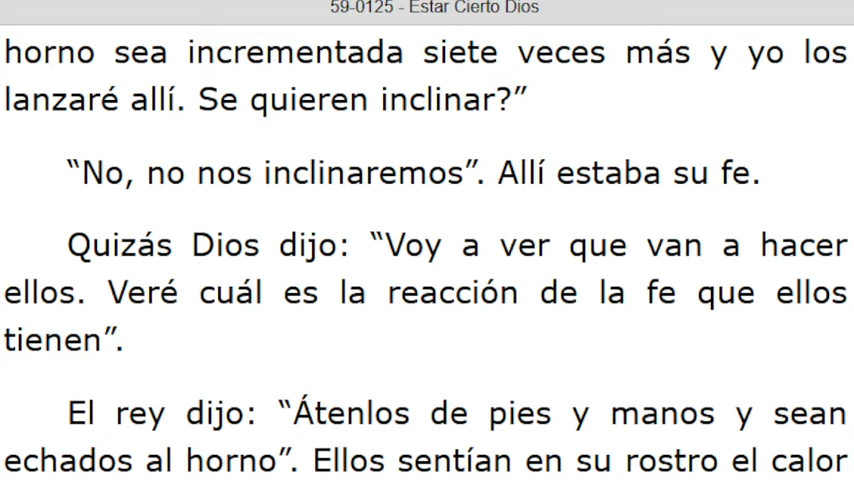 59-0125 - Estar Cierto Dios
horno sea incrementada siete veces más y yo los
lanzaré allí. Se quieren inclinar?”
“No, no nos inclinaremos”. Allí estaba su fe.
Quizás Dios dijo: “Voy a ver que van a hacer
ellos. Veré cuál es la reacción de la fe que ellos
tienen”.
El rey dijo: “Átenlos de pies y manos y sean
echados al horno”. Ellos sentían en su rostro el calor